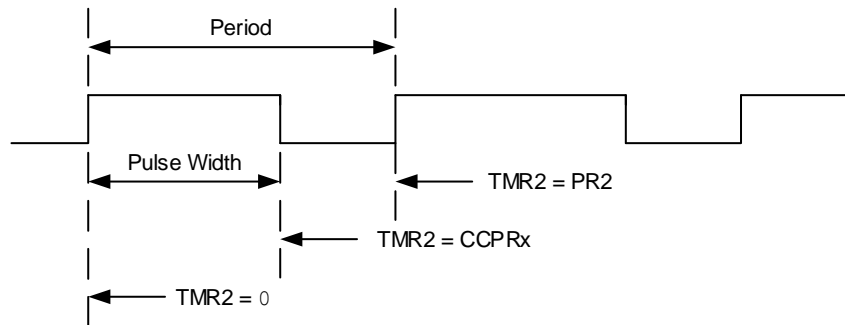 Period
Pulse Width
TMR2 = PR2
TMR2 = CCPRx
TMR2 = 0